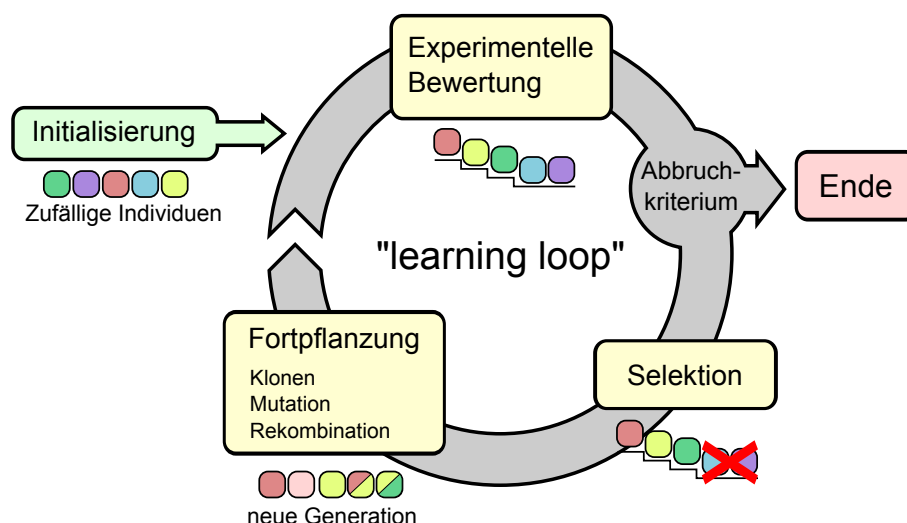 Experimentelle
Bewertung
Initialisierung
Zufällige Individuen
Abbruch-
kriterium
Ende
"learning loop"
Fortpflanzung
Klonen
Mutation
Rekombination
Selektion
neue Generation